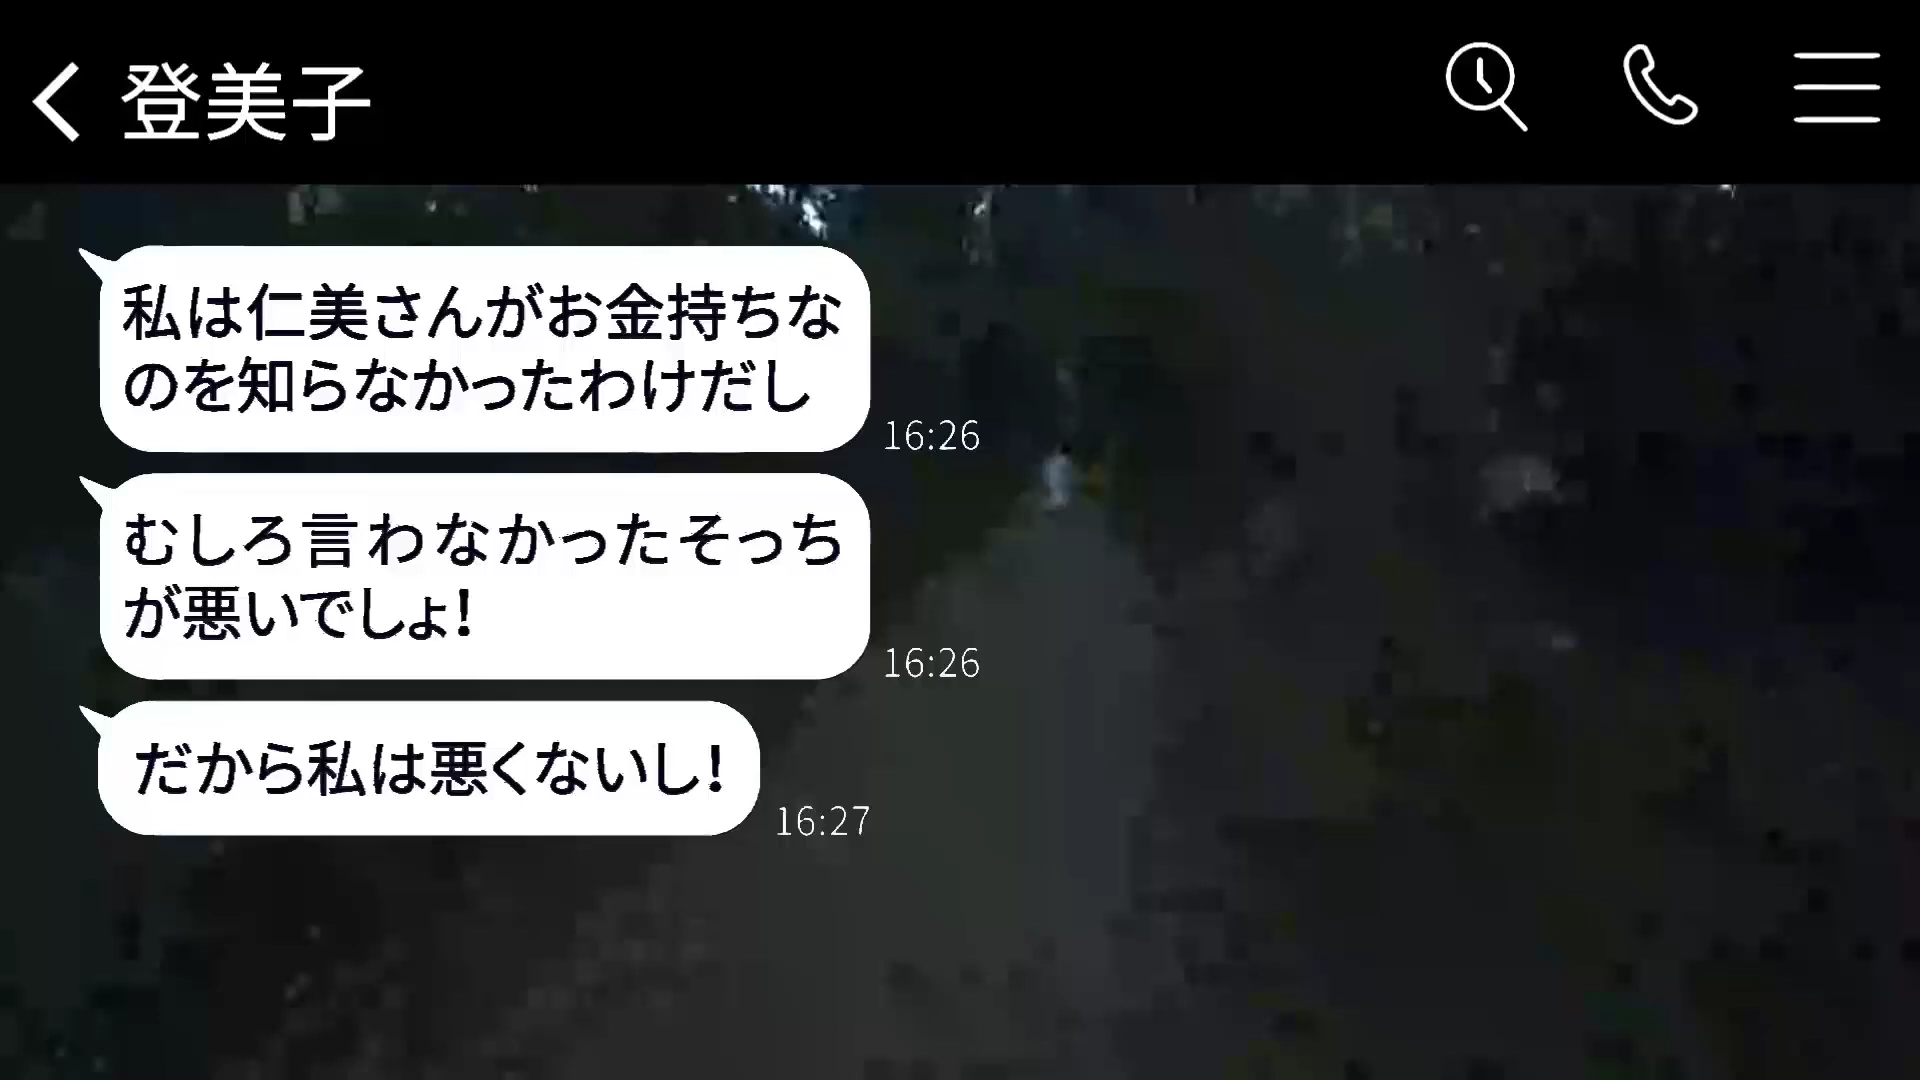 登美子
私は仁美さんがお金持ちな
のを知らなかったわけだし
16:26
むしろ言わなかったそっち
が悪いでしょ!
16:26
だから私は悪くないし!
16:27